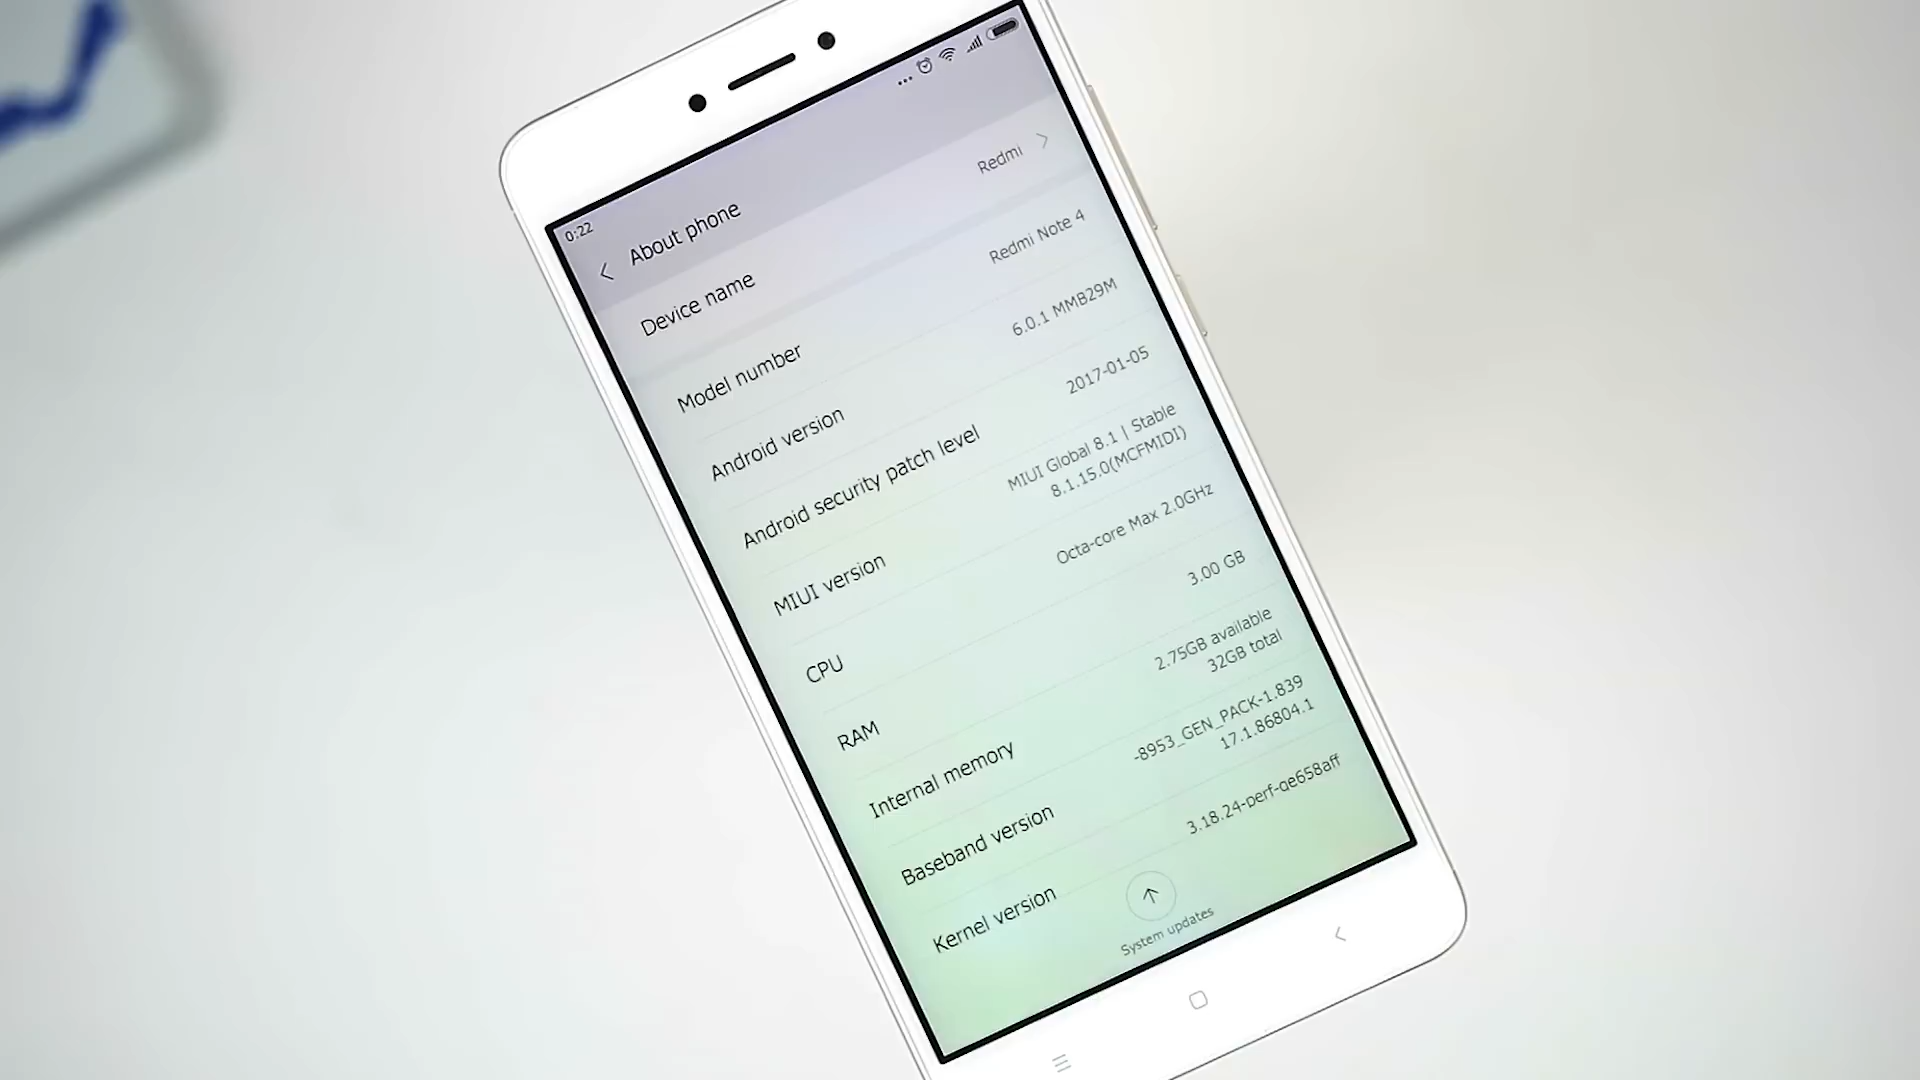 0:22
About phone
Device name Redmi
Model number Redmi Note 4
Android version 6.0.1 MMB29M
Android security patch level 2017-01-05
MIUI version MIUI Global 8.1 | Stable
8.1.15.0(MCFMIDI)
CPU Octa-core Max 2.0GHz
RAM 3.00 GB
Internal memory 2.75GB available
32GB total
Baseband version -8953_GEN_PACK-1.839
17.1.86804.1
Kernel version 3.18.24-perf-ge658aff
System updates